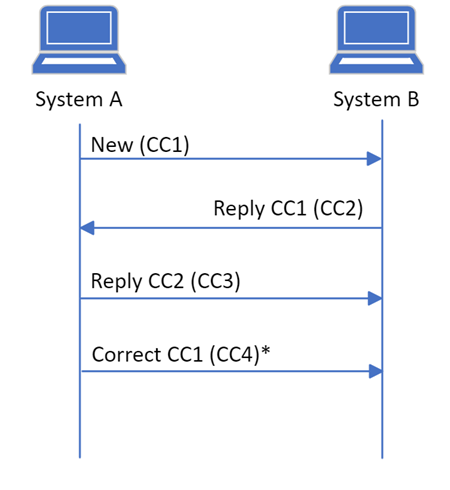 System A
System B
New (CC1)
Reply CC1 (CC2)
Reply CC2 (CC3)
Correct CC1 (CC4)*